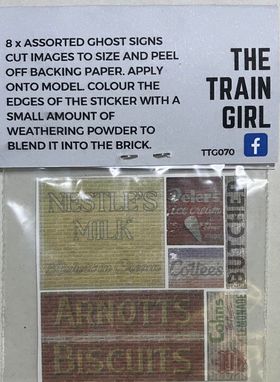 8 x ASSORTED GHOST SIGNS
CUT IMAGES TO SIZE AND PEEL
OFF BACKING PAPER. APPLY
ONTO MODEL. COLOUR THE
EDGES OF THE STICKER WITH A
SMALL AMOUNT OF
WEATHERING POWDER TO
BLEND IT INTO THE BRICK.
THE
TRAIN
GIRL
TTG070
f
NESTLE'S
MILK
Peters
ice cream
Coffees
BUTCHER
ARNOTTS
BISCUITS
LEMONADE